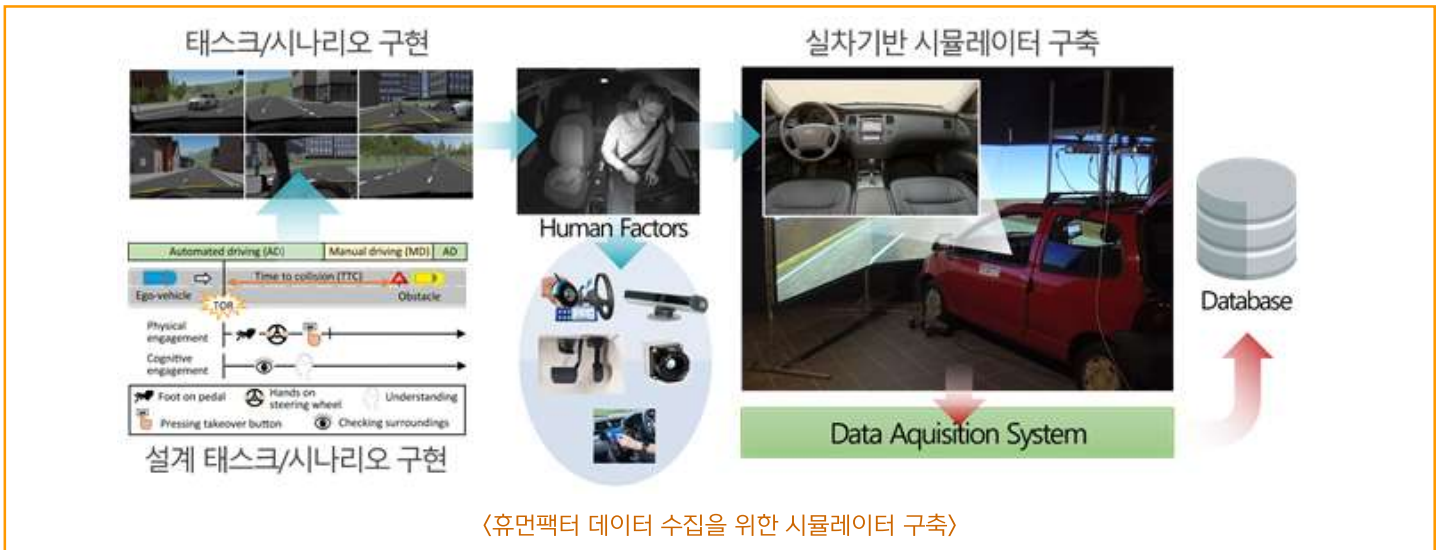 태스크/시나리오 구현
실차기반 시뮬레이터 구축
Human Factors
Automated driving (AD)
Manual driving (MD)
AD
Time to collision (TTC)
Ego-vehicle
TOR
Obstacle
Physical
engagement
Cognitive
engagement
Foot on pedal
Hands on
steering wheel
Understanding
Pressing takeover button
Checking surroundings
설계 태스크/시나리오 구현
Data Aquisition System
Database
〈휴먼팩터 데이터 수집을 위한 시뮬레이터 구축〉